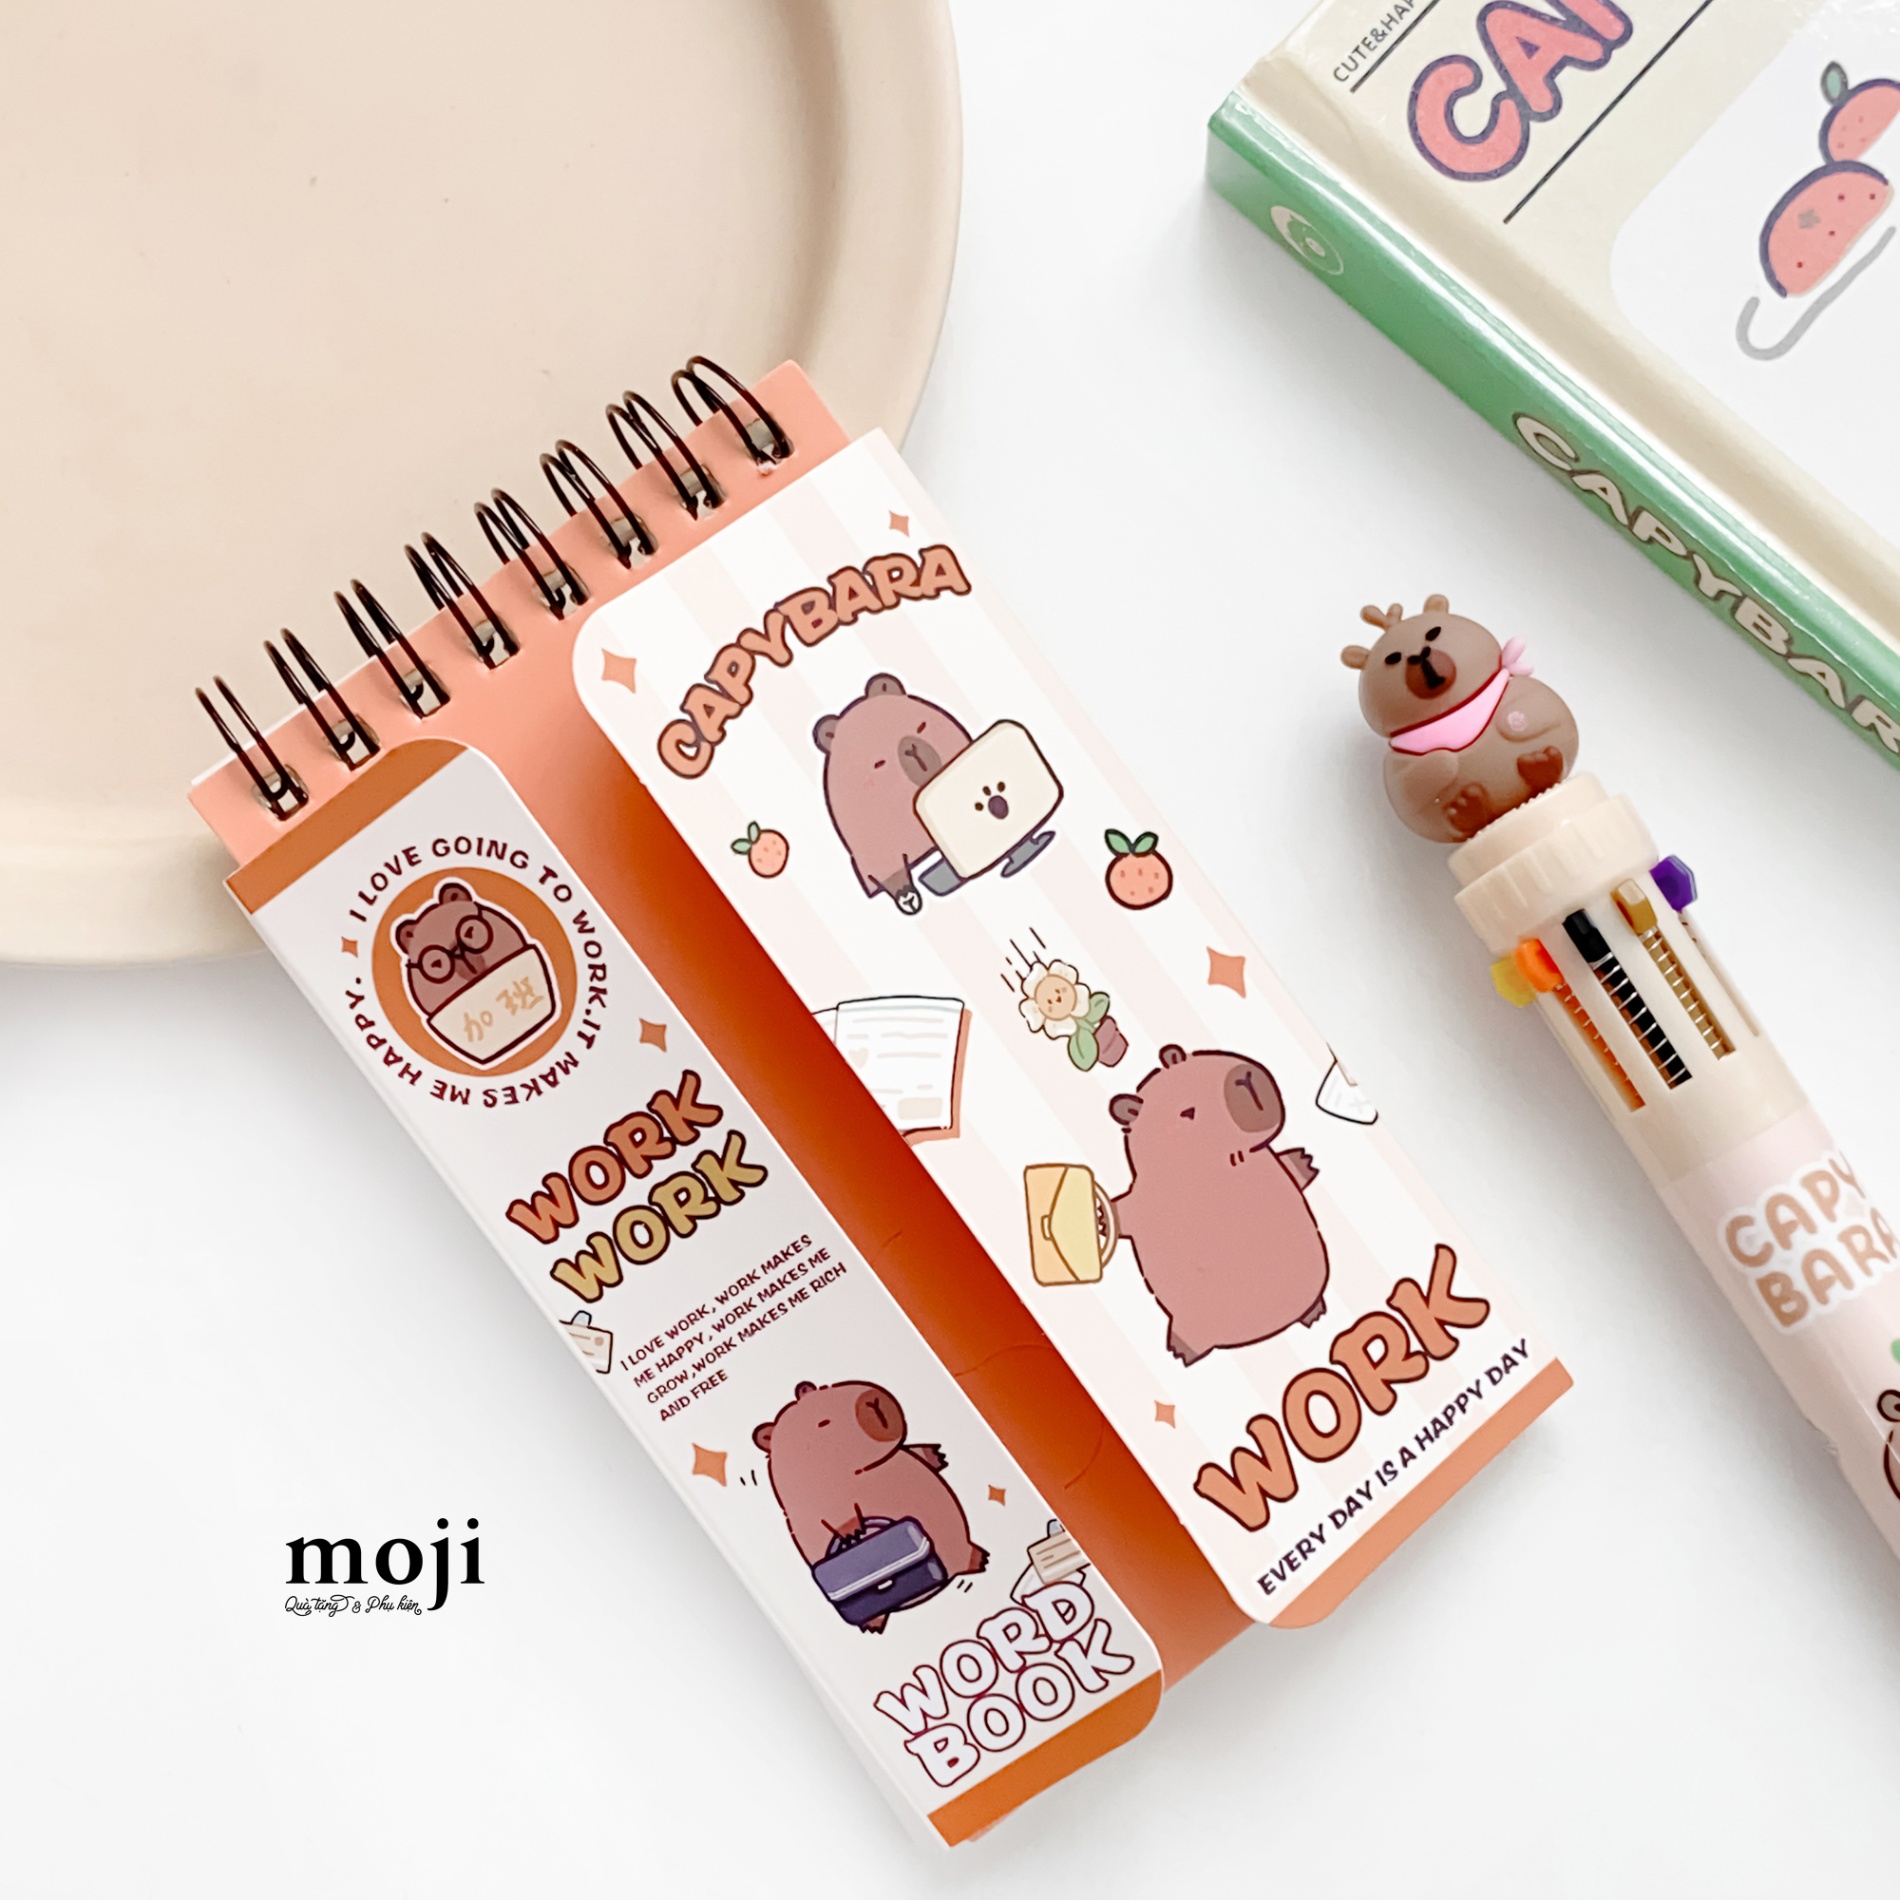 CUTE&HAP
CAPYBAR
CAPYBARA
WORK
EVERY DAY IS A HAPPY DAY
I LOVE GOING TO WORK.IT MAKES ME HAPPY.
加班
WORK
WORK
I LOVE WORK, WORK MAKES
ME HAPPY, WORK MAKES ME
GROW,WORK MAKES ME RICH
AND FREE
WORD
BOOK
CAPY
BARA
moji
Quà tặng & Phụ kiện